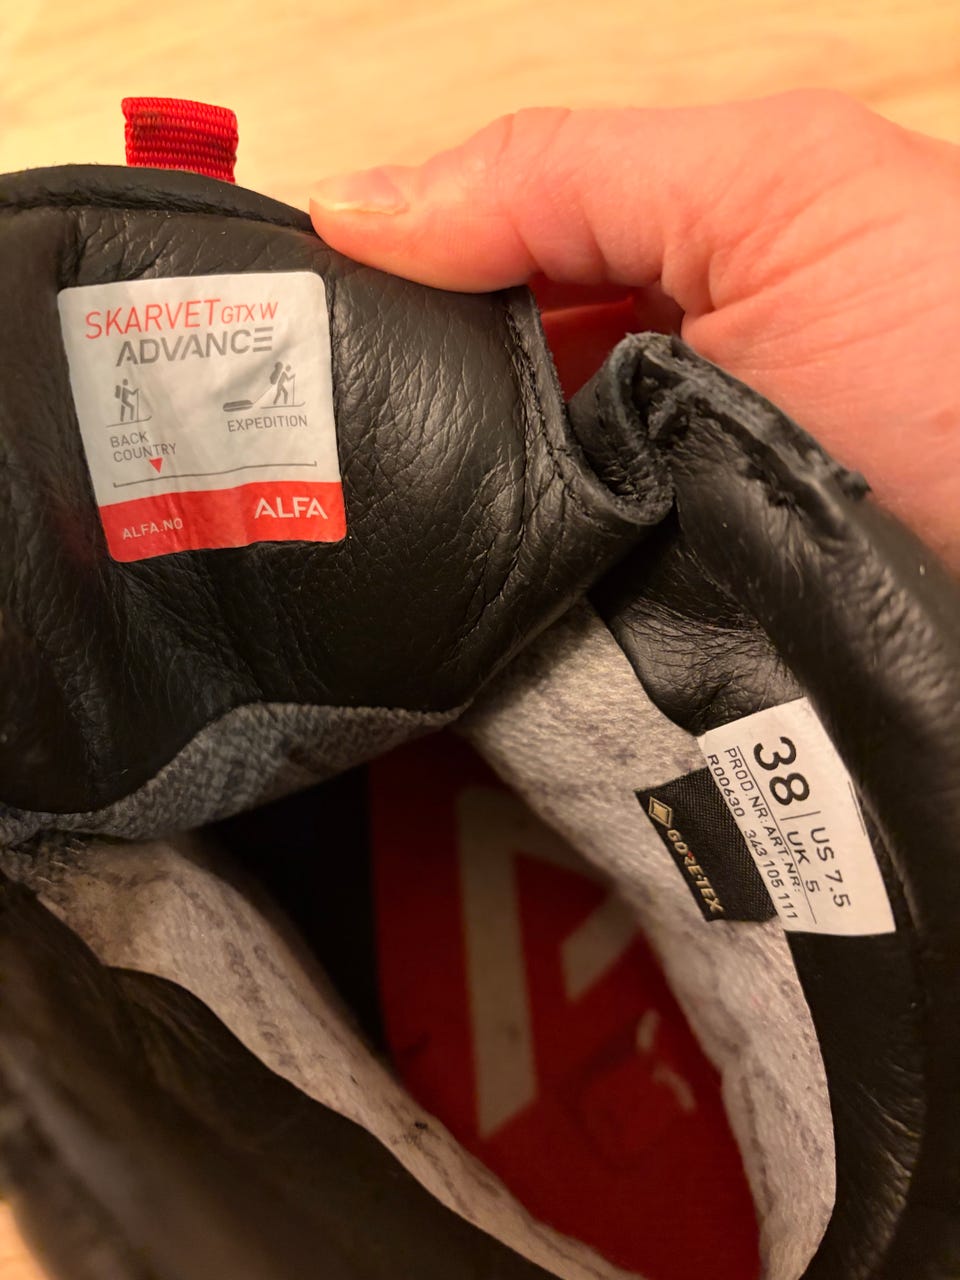 SKARVET GTX W
ADVANCE
BACK
COUNTRY
EXPEDITION
ALFA.NO
ALFA
38
US 7.5
UK 5
PROD.NR: ART.NR:
R00630 343 105 111
GORE-TEX